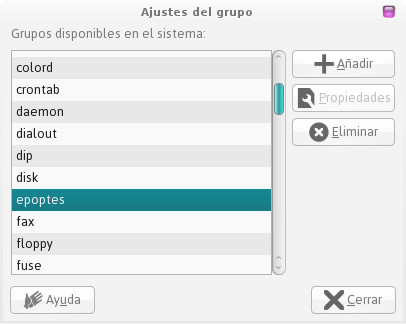 Ajustes del grupo
Grupos disponibles en el sistema:
colord
crontab
daemon
dialout
dip
disk
epoptes
fax
floppy
fuse
Añadir
Propiedades
Eliminar
Ayuda
Cerrar